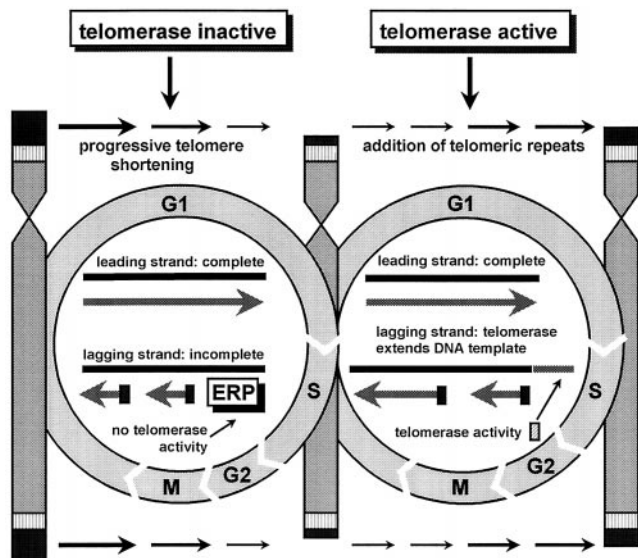 telomerase inactive
telomerase active
progressive telomere
shortening
addition of telomeric repeats
G1
G1
leading strand: complete
leading strand: complete
lagging strand: incomplete
lagging strand: telomerase
extends DNA template
ERP
S
S
no telomerase
activity
telomerase activity
G2
G2
M
M